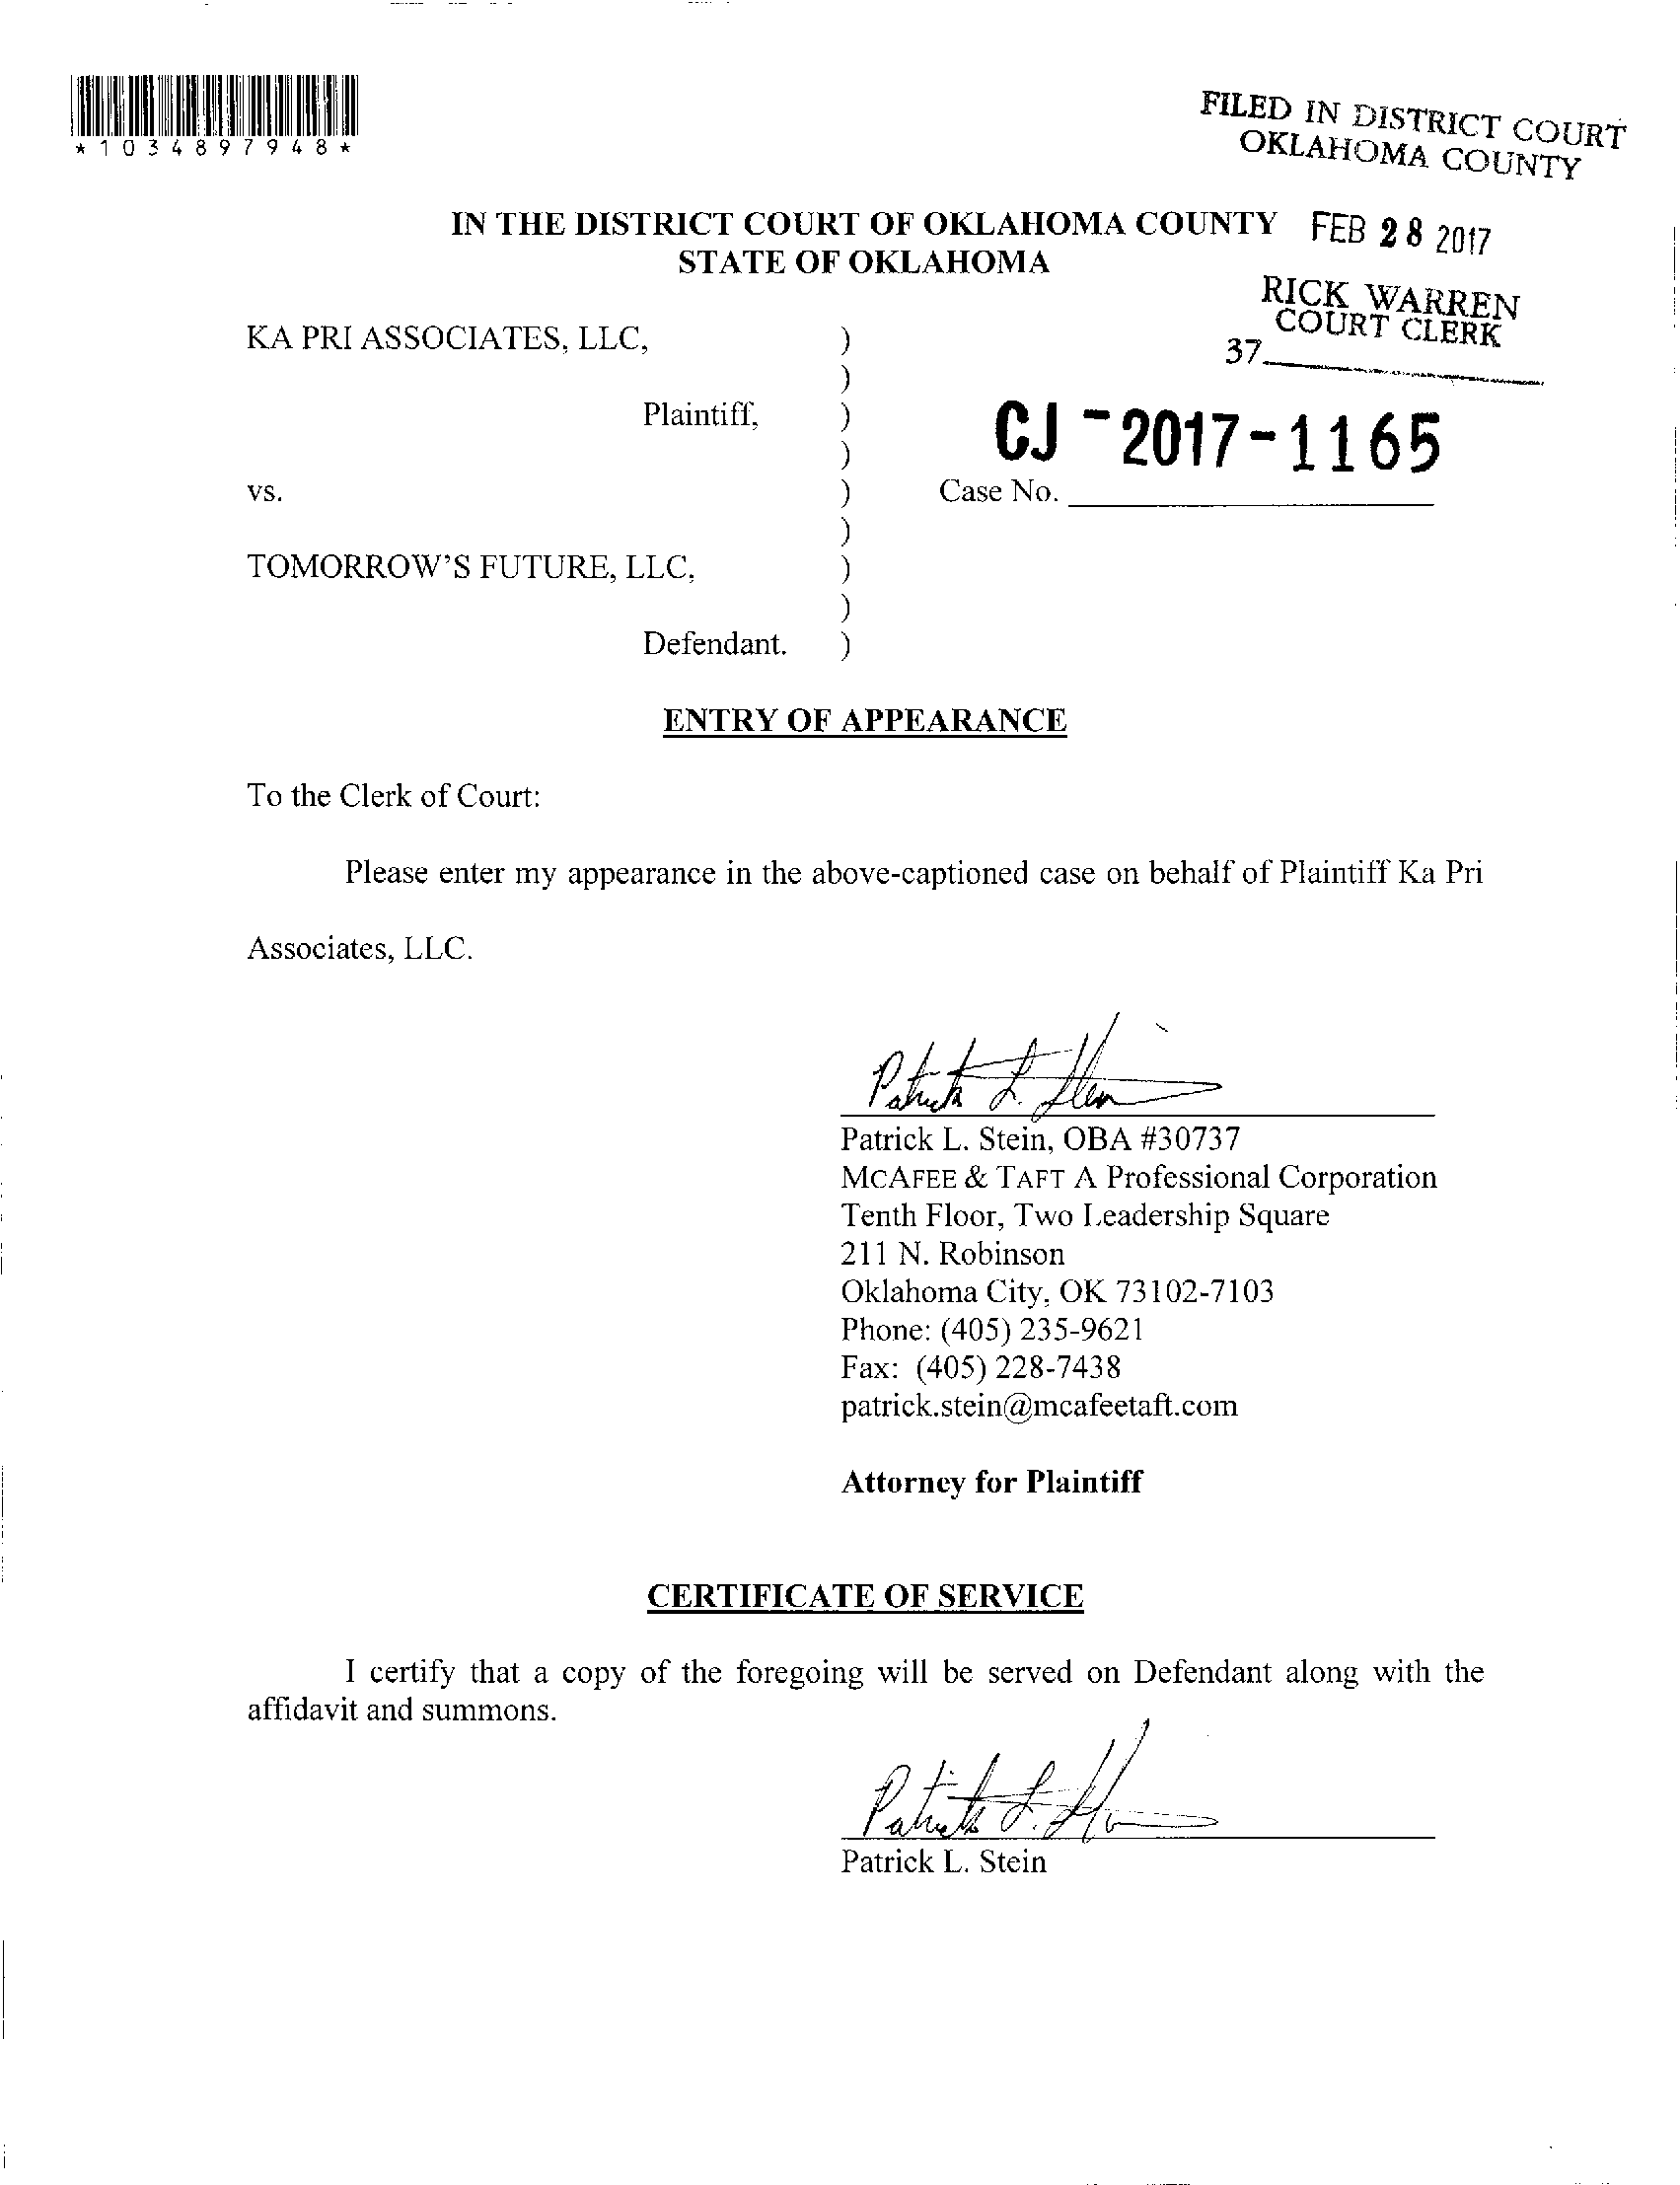 *1034897948*
FILED IN DISTRICT COURT
OKLAHOMA COUNTY
IN THE DISTRICT COURT OF OKLAHOMA COUNTY
FEB 28 2017
STATE OF OKLAHOMA
RICK WARREN
COURT CLERK
37
KA PRI ASSOCIATES, LLC, )
)
Plaintiff, )
)
CJ-2017-1165
vs. ) Case No.
)
TOMORROW'S FUTURE, LLC, )
)
Defendant. )
ENTRY OF APPEARANCE
To the Clerk of Court:
Please enter my appearance in the above-captioned case on behalf of Plaintiff Ka Pri
Associates, LLC.
Patrick L. Stein
Patrick L. Stein, OBA #30737
MCAFEE & TAFT A Professional Corporation
Tenth Floor, Two Leadership Square
211 N. Robinson
Oklahoma City, OK 73102-7103
Phone: (405) 235-9621
Fax: (405) 228-7438
patrick.stein@mcafeetaft.com
Attorney for Plaintiff
CERTIFICATE OF SERVICE
I certify that a copy of the foregoing will be served on Defendant along with the
affidavit and summons.
Patrick L. Stein
Patrick L. Stein